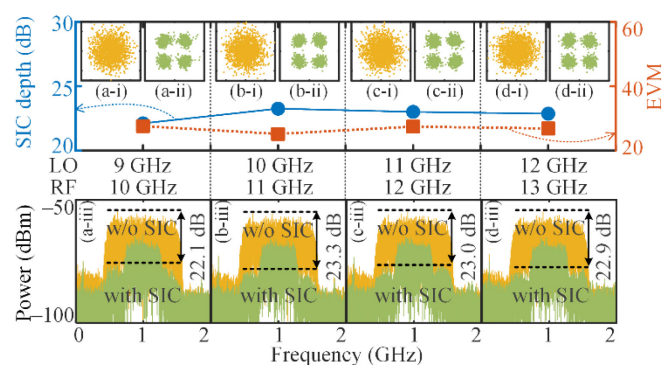 30
60
SIC depth (dB)
25
40
EVM
(a-i) (a-ii) (b-i) (b-ii) (c-i) (c-ii) (d-i) (d-ii)
20
20
LO 9 GHz 10 GHz 11 GHz 12 GHz
RF 10 GHz 11 GHz 12 GHz 13 GHz
−50
(a-iii) (b-iii) (c-iii) (d-iii)
w/o SIC w/o SIC w/o SIC w/o SIC
22.1 dB 23.3 dB 23.0 dB 22.9 dB
Power (dBm)
with SIC with SIC with SIC with SIC
−100
0 1 2 1 2 1 2 1 2
Frequency (GHz)